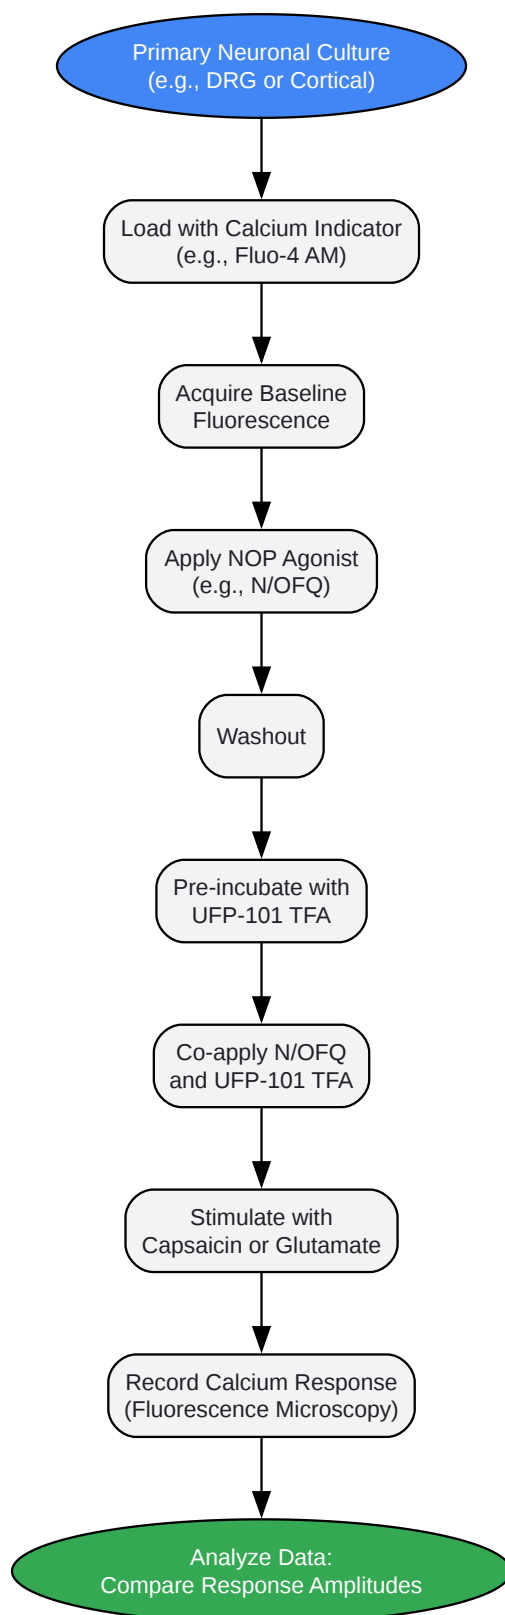 Primary Neuronal Culture
(e.g., DRG or Cortical)
Load with Calcium Indicator
(e.g., Fluo-4 AM)
Acquire Baseline
Fluorescence
Apply NOP Agonist
(e.g., N/OFQ)
Washout
Pre-incubate with
UFP-101 TFA
Co-apply N/OFQ
and UFP-101 TFA
Stimulate with
Capsaicin or Glutamate
Record Calcium Response
(Fluorescence Microscopy)
Analyze Data:
Compare Response Amplitudes